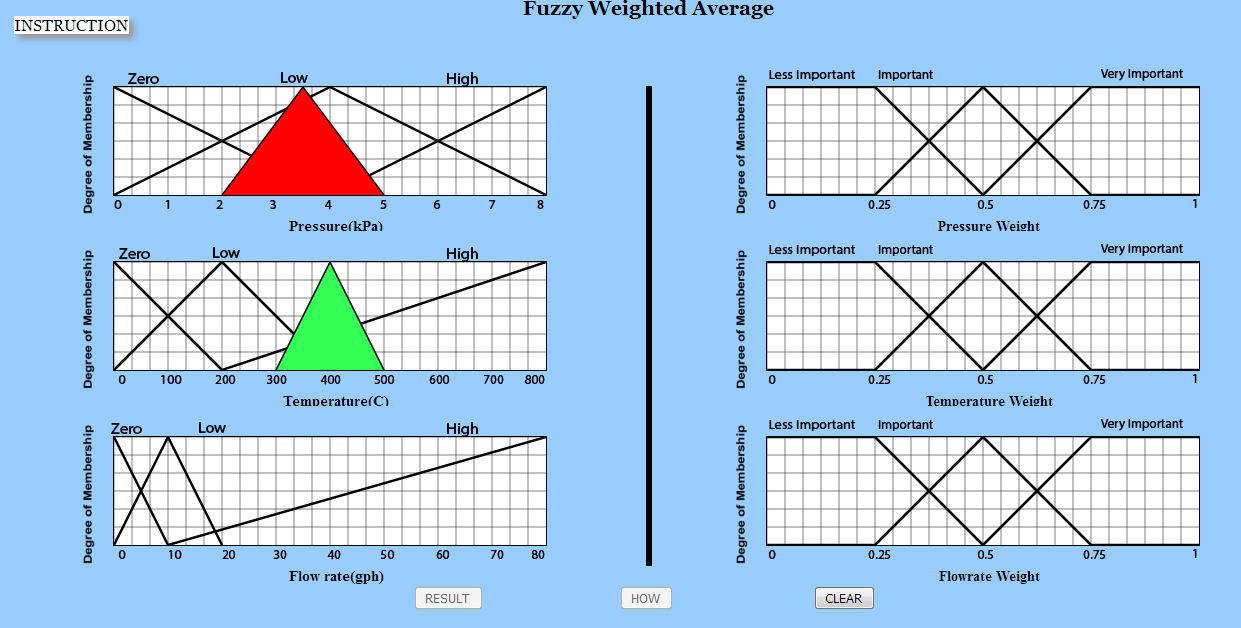 Fuzzy Weighted Average
INSTRUCTION
Zero Low High
Degree of Membership
0 1 2 3 4 5 6 7 8
Pressure(kPa)
Less Important Important Very Important
Degree of Membership
0 0.25 0.5 0.75 1
Pressure Weight
Zero Low High
Degree of Membership
0 100 200 300 400 500 600 700 800
Temperature(C)
Less Important Important Very Important
Degree of Membership
0 0.25 0.5 0.75 1
Temperature Weight
Zero Low High
Degree of Membership
0 10 20 30 40 50 60 70 80
Flow rate(gph)
Less Important Important Very Important
Degree of Membership
0 0.25 0.5 0.75 1
Flowrate Weight
RESULT HOW CLEAR